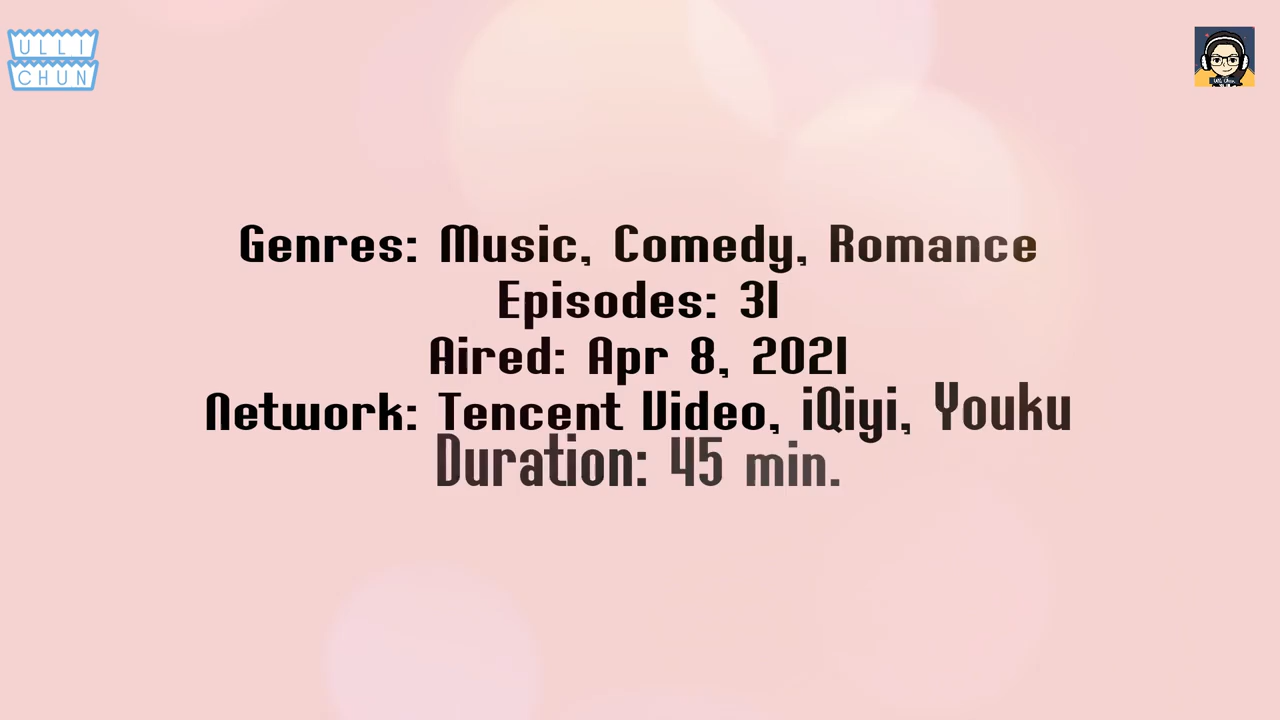 ULLI
CHUN
Genres: Music, Comedy, Romance
Episodes: 31
Aired: Apr 8, 2021
Network: Tencent Video, iQiyi, Youku
Duration: 45 min.